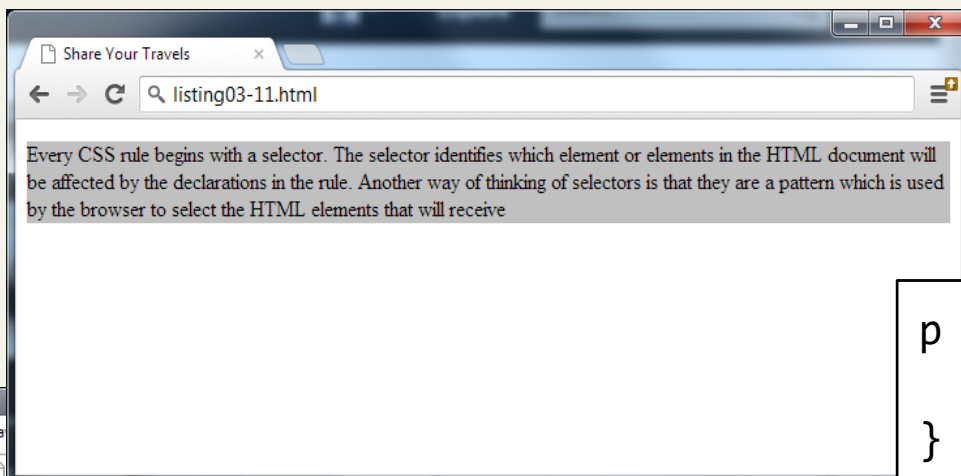 Share Your Travels
listing03-11.html
Every CSS rule begins with a selector. The selector identifies which element or elements in the HTML document will
be affected by the declarations in the rule. Another way of thinking of selectors is that they are a pattern which is used
by the browser to select the HTML elements that will receive
p
}